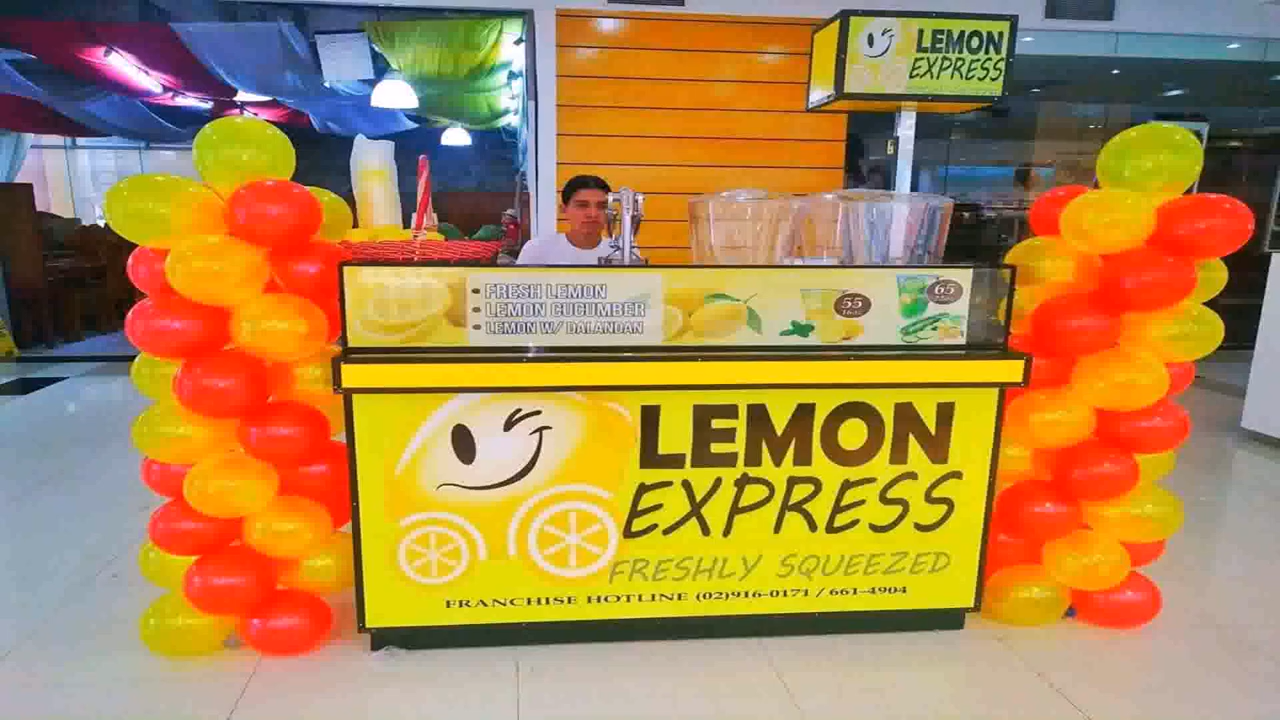 LEMON
EXPRESS
• FRESH LEMON
• LEMON CUCUMBER
• LEMON W/ DALANDAN
55
16oz
65
LEMON
EXPRESS
FRESHLY SQUEEZED
FRANCHISE HOTLINE (02)916-0171 / 661-4904